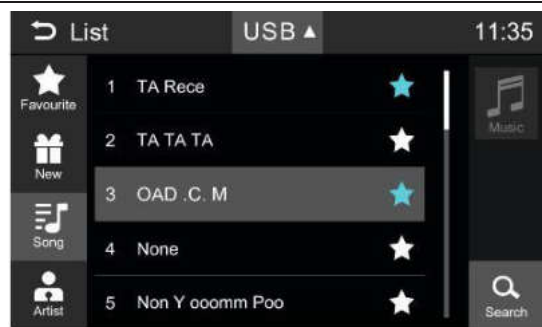 List
USB
11:35
Favourite
New
Song
Artist
1 TA Rece
2 TA TA TA
3 OAD .C. M
4 None
5 Non Y ooomm Poo
Music
Search